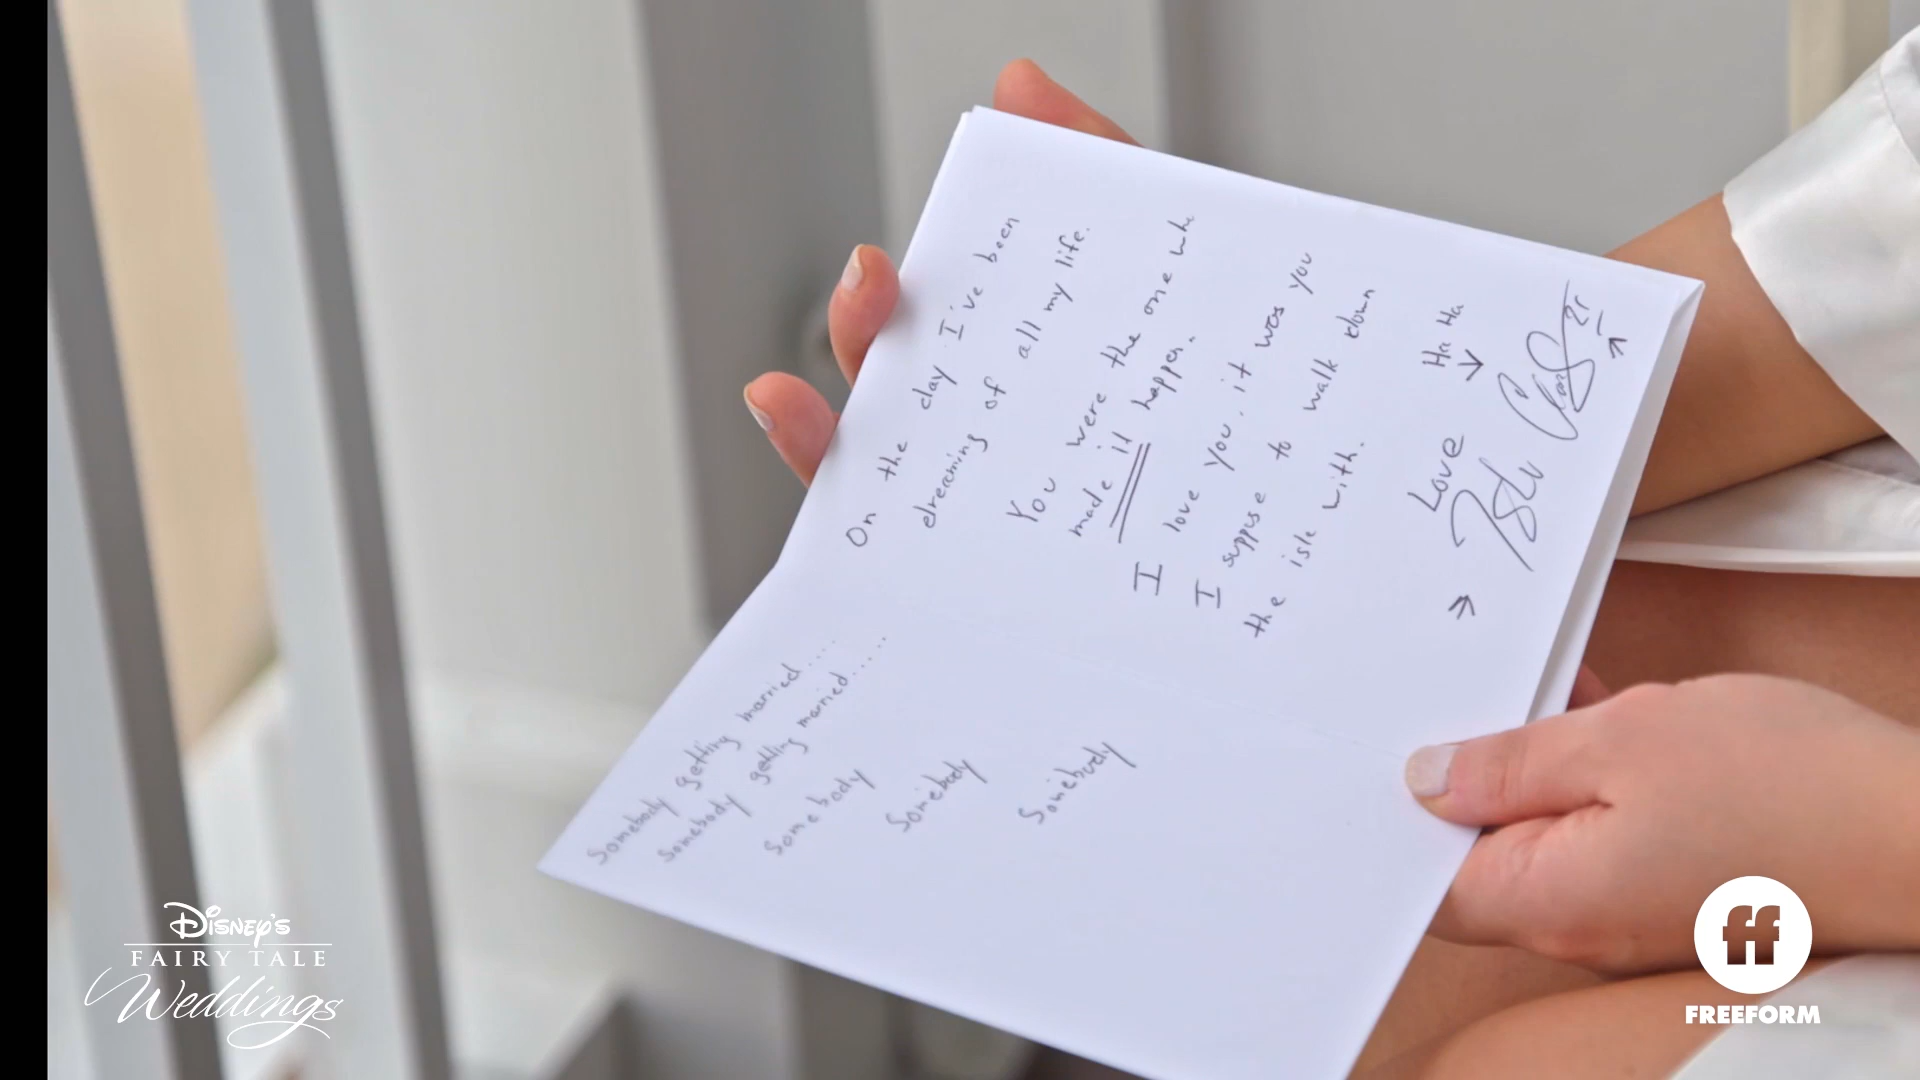 Somebody getting married....
Somebody getting married.....
Somebody
Somebody
Somebody
On the day I've been
dreaming of all my life.
You were the one who
made it happen.
I love you, it was you
I suppose to walk down
the isle with.
Ha Ha
Love
DISNEY'S
FAIRY TALE
Weddings
ff
FREEFORM